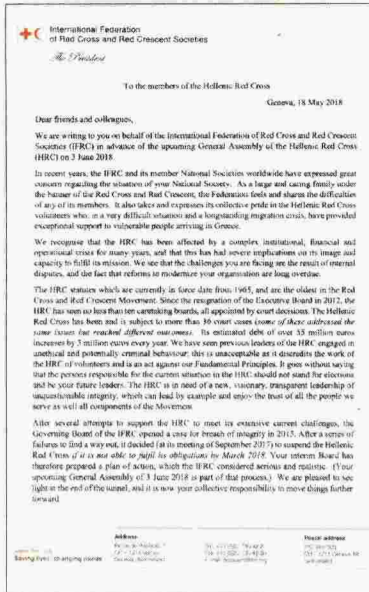 International Federation
of Red Cross and Red Crescent Societies
The President
To the members of the Hellenic Red Cross
Geneva, 18 May 2018
Dear friends and colleagues,
We are writing to you on behalf of the International Federation of Red Cross and Red Crescent
Societies (IFRC) in advance of the upcoming General Assembly of the Hellenic Red Cross
(HRC) on 3 June 2018.
In recent years, the IFRC and its member National Societies worldwide have expressed great
concern regarding the situation of your National Society. As a large and caring family under
the banner of the Red Cross and Red Crescent, the Federation feels and shares the difficulties
of any of its members. It also takes and expresses its collective pride in the Hellenic Red Cross
volunteers who, in a very difficult situation and a longstanding migration crisis, have provided
exceptional support to vulnerable people arriving in Greece.
We recognise that the HRC has been affected by a complex institutional, financial and
operational crisis for many years, and that this has had severe implications on its image and
capacity to fulfil its mission. We see that the challenges you are facing are the result of internal
disputes, and the fact that reforms to modernize your organisation are long overdue.
The HRC statutes which are currently in force date from 1965, and are the oldest in the Red
Cross and Red Crescent Movement. Since the resignation of the Executive Board in 2012, the
HRC has seen no less than ten caretaking boards, all appointed by court decisions. The Hellenic
Red Cross has been and is subject to more than 30 court cases (some of these addressed the
same issues but reached different outcomes). Its estimated debt of over 35 million euros
increases by 3 million euros every year. We have seen previous leaders of the HRC engaged in
unethical and potentially criminal behaviour; this is unacceptable as it discredits the work of
the HRC of volunteers and is an act against our Fundamental Principles. It goes without saying
that the persons responsible for the current situation in the HRC should not stand for elections
and be your future leaders. The HRC is in need of a new, visionary, transparent leadership of
unquestionable integrity, which can lead by example and enjoy the trust of all the people we
serve as well all components of the Movement.
After several attempts to support the HRC to meet its extensive current challenges, the
Governing Board of the IFRC opened a case for breach of integrity in 2015. After a series of
failures to find a way out, it decided (at its meeting of September 2017) to suspend the Hellenic
Red Cross if it is not able to fulfil its obligations by March 2018. Your interim Board has
therefore prepared a plan of action, which the IFRC considered serious and realistic. (Your
upcoming General Assembly of 3 June 2018 is part of that process.) We are pleased to see
light at the end of the tunnel, and it is now your collective responsibility to move things further
forward.
Address
Postal address
Saving lives, changing minds.